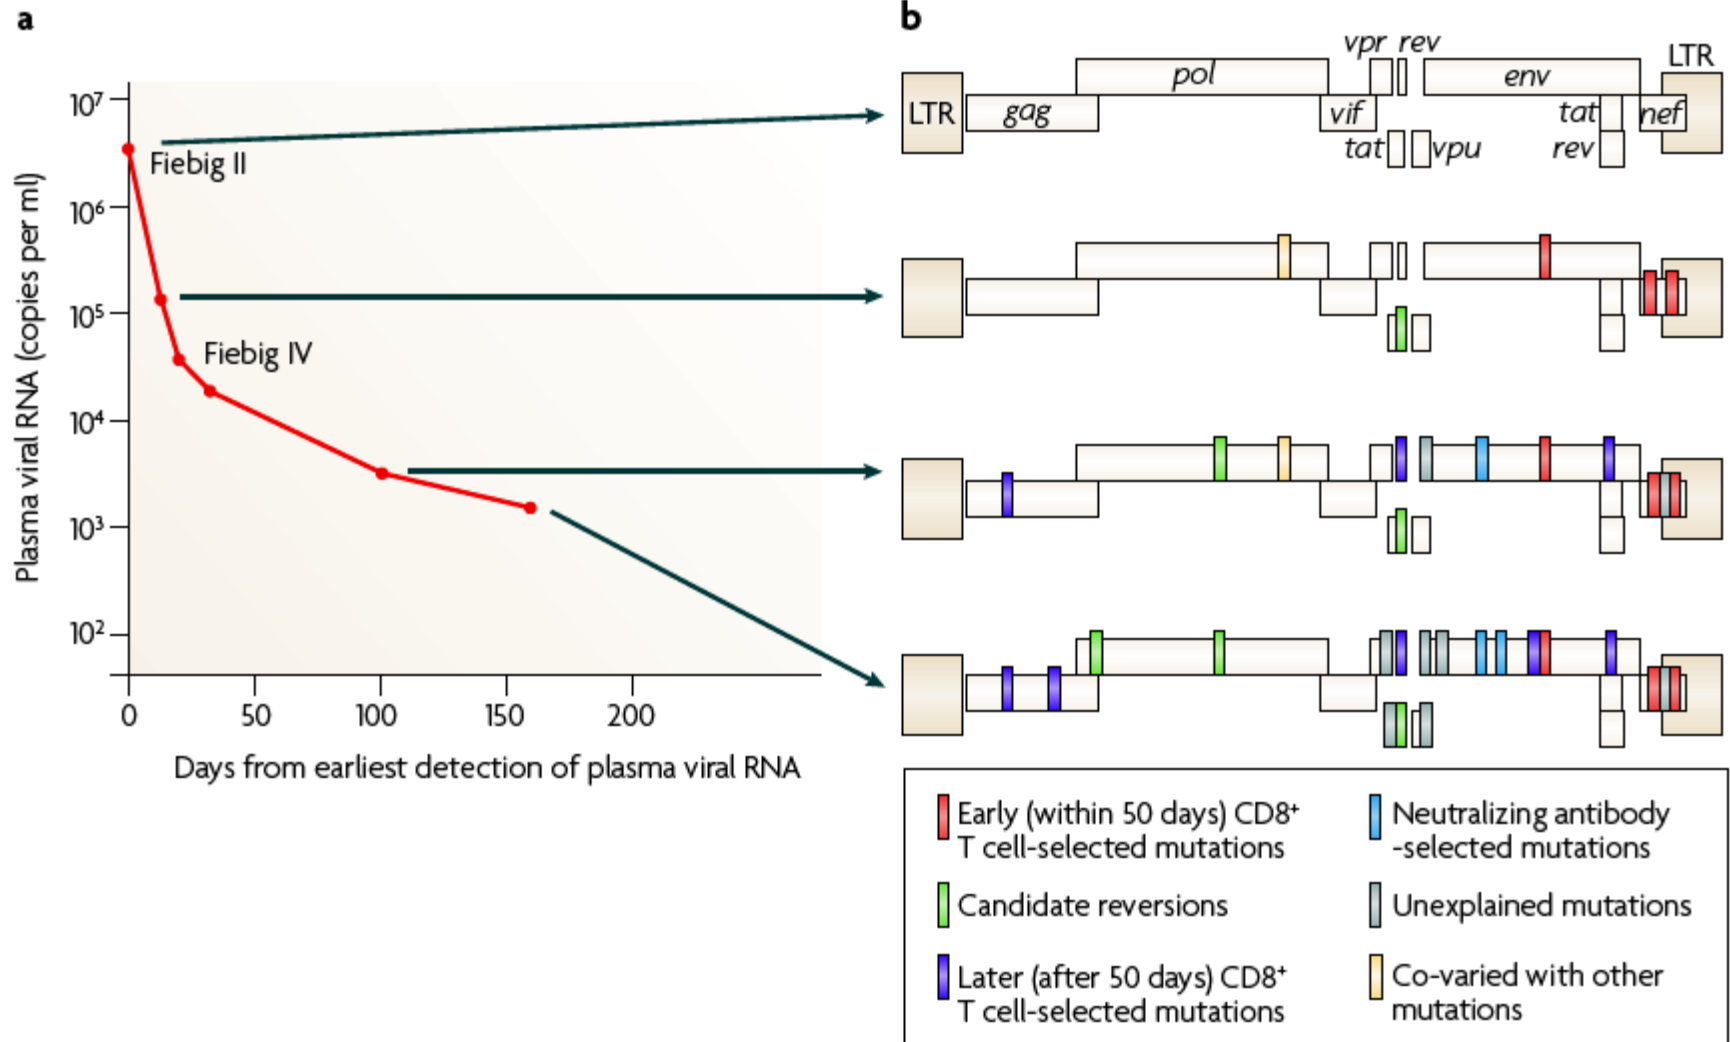 a
10⁷
10⁶
10⁵
10⁴
10³
10²
Plasma viral RNA (copies per ml)
Fiebig II
Fiebig IV
0 50 100 150 200
Days from earliest detection of plasma viral RNA
b
vpr rev
LTR
pol
env
LTR
gag
vif
tat
nef
tat
vpu
rev
Early (within 50 days) CD8⁺
T cell-selected mutations
Candidate reversions
Later (after 50 days) CD8⁺
T cell-selected mutations
Neutralizing antibody
-selected mutations
Unexplained mutations
Co-varied with other
mutations